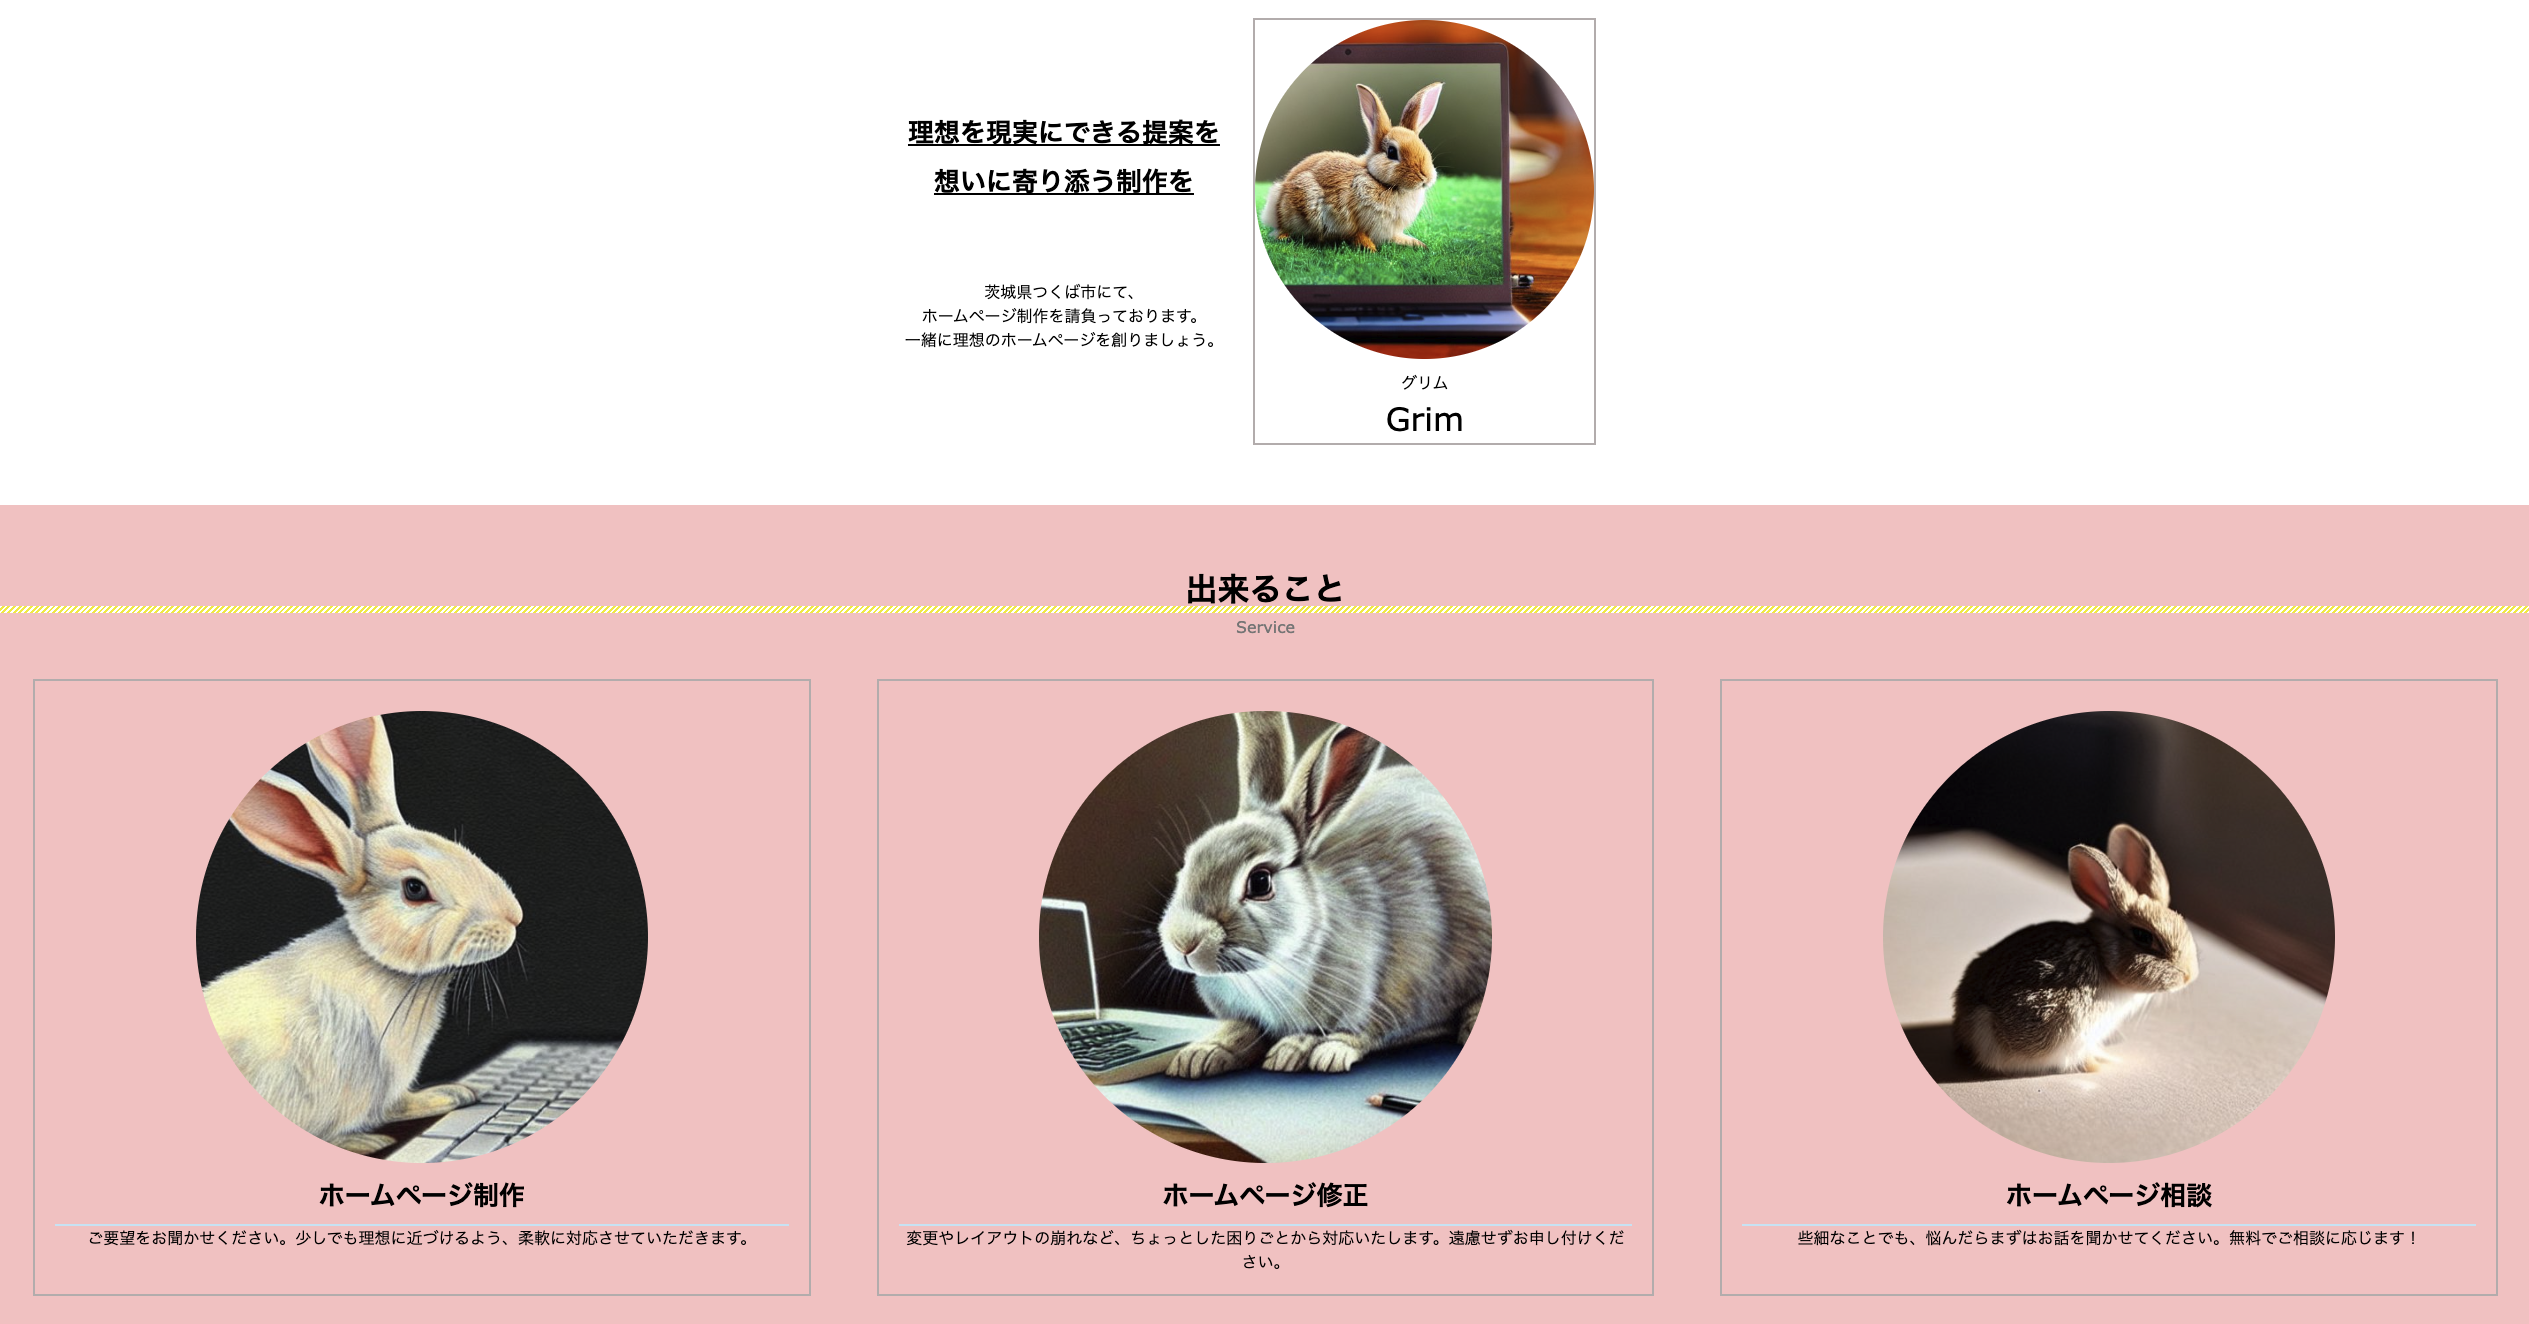 理想を現実にできる提案を
想いに寄り添う制作を
茨城県つくば市にて、
ホームページ制作を請負っております。
一緒に理想のホームページを創りましょう。
グリム
Grim
出来ること
Service
ホームページ制作
ご要望をお聞かせください。少しでも理想に近づけるよう、柔軟に対応させていただきます。
ホームページ修正
変更やレイアウトの崩れなど、ちょっとした困りごとから対応いたします。遠慮せずお申し付けくだ
さい。
ホームページ相談
些細なことでも、悩んだらまずはお話を聞かせてください。無料でご相談に応じます！